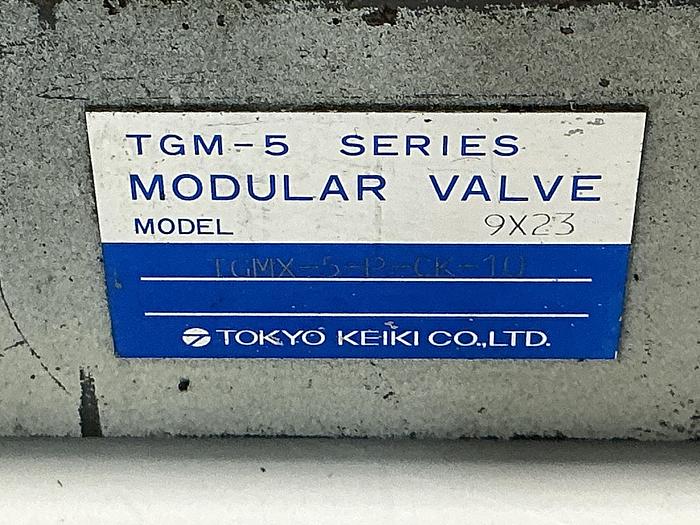 TGM-5 SERIES
MODULAR VALVE
MODEL 9X23
TGMX-5-P-CK-10
TOKYO KEIKI CO.,LTD.